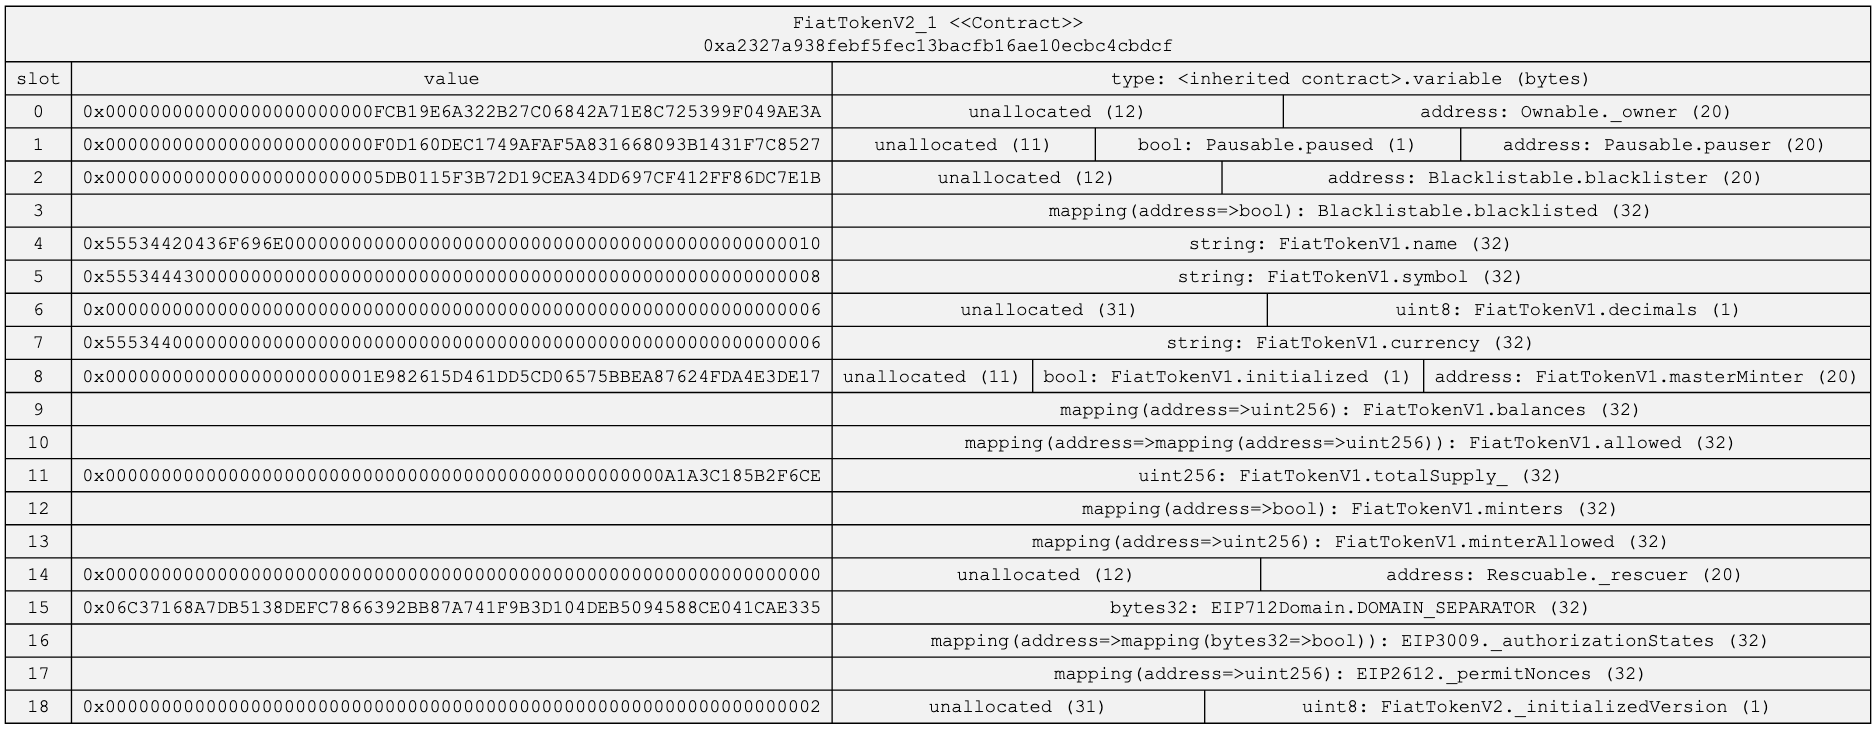 FiatTokenV2_1 <<Contract>>
0xa2327a938febf5fec13bacfb16ae10ecbc4cbdcf
slot value type: <inherited contract>.variable (bytes)
0 0x000000000000000000000000FCB19E6A322B27C06842A71E8C725399F049AE3A unallocated (12) address: Ownable._owner (20)
1 0x000000000000000000000000F0D160DEC1749AFAF5A831668093B1431F7C8527 unallocated (11) bool: Pausable.paused (1) address: Pausable.pauser (20)
2 0x0000000000000000000000005DB0115F3B72D19CEA34DD697CF412FF86DC7E1B unallocated (12) address: Blacklistable.blacklister (20)
3 mapping(address=>bool): Blacklistable.blacklisted (32)
4 0x55534420436F696E000000000000000000000000000000000000000000000010 string: FiatTokenV1.name (32)
5 0x5553444300000000000000000000000000000000000000000000000000000008 string: FiatTokenV1.symbol (32)
6 0x0000000000000000000000000000000000000000000000000000000000000006 unallocated (31) uint8: FiatTokenV1.decimals (1)
7 0x5553440000000000000000000000000000000000000000000000000000000006 string: FiatTokenV1.currency (32)
8 0x00000000000000000000001E982615D461DD5CD06575BBEA87624FDA4E3DE17 unallocated (11) bool: FiatTokenV1.initialized (1) address: FiatTokenV1.masterMinter (20)
9 mapping(address=>uint256): FiatTokenV1.balances (32)
10 mapping(address=>mapping(address=>uint256)): FiatTokenV1.allowed (32)
11 0x00000000000000000000000000000000000000000000000000A1A3C185B2F6CE uint256: FiatTokenV1.totalSupply_ (32)
12 mapping(address=>bool): FiatTokenV1.minters (32)
13 mapping(address=>uint256): FiatTokenV1.minterAllowed (32)
14 0x0000000000000000000000000000000000000000000000000000000000000000 unallocated (12) address: Rescuable._rescuer (20)
15 0x06C37168A7DB5138DEFC7866392BB87A741F9B3D104DEB5094588CE041CAE335 bytes32: EIP712Domain.DOMAIN_SEPARATOR (32)
16 mapping(address=>mapping(bytes32=>bool)): EIP3009._authorizationStates (32)
17 mapping(address=>uint256): EIP2612._permitNonces (32)
18 0x0000000000000000000000000000000000000000000000000000000000000002 unallocated (31) uint8: FiatTokenV2._initializedVersion (1)